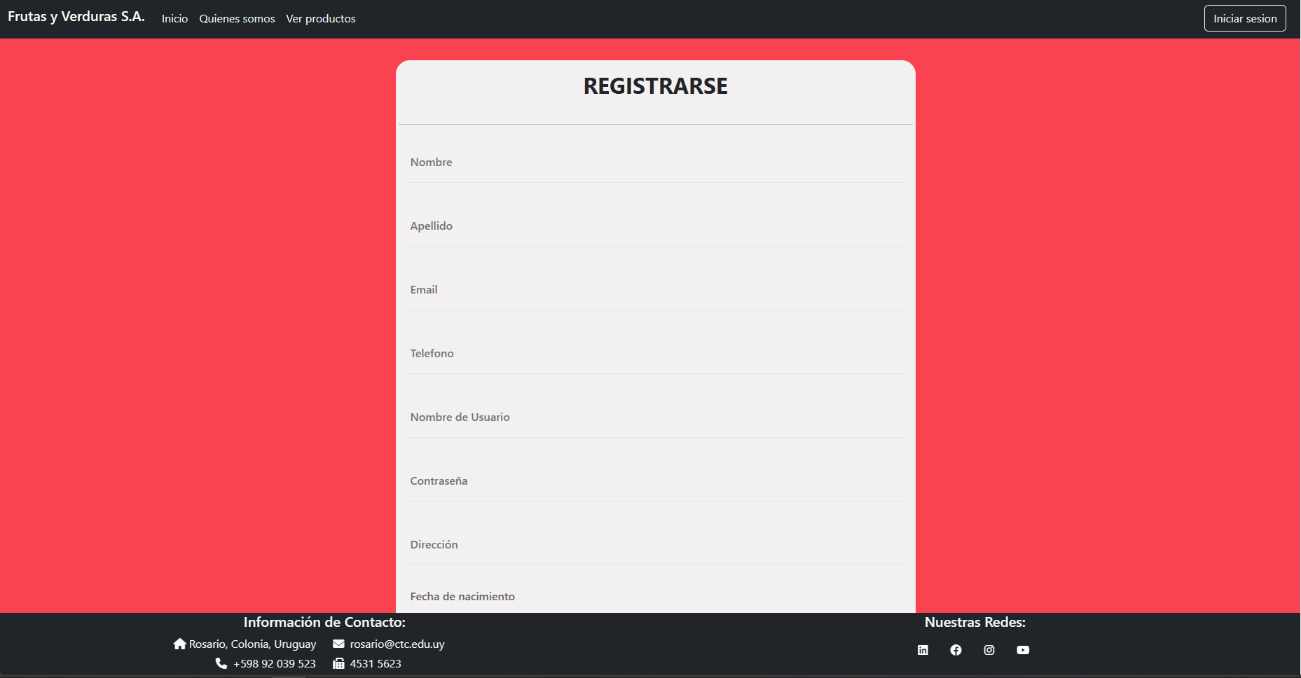 Frutas y Verduras S.A. Inicio Quienes somos Ver productos Iniciar sesion
REGISTRARSE
Nombre
Apellido
Email
Telefono
Nombre de Usuario
Contraseña
Dirección
Fecha de nacimiento
Información de Contacto: Nuestras Redes:
Rosario, Colonia, Uruguay rosario@ctc.edu.uy
+598 92 039 523 4531 5623